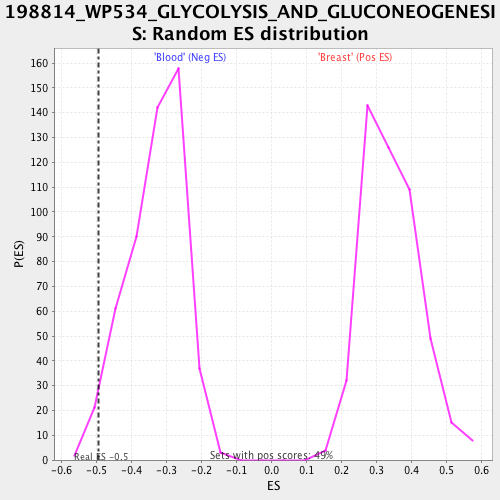 198814_WP534_GLYCOLYSIS_AND_GLUCONEOGENESI
S: Random ES distribution
'Blood' (Neg ES) 'Breast' (Pos ES)
160
150
140
130
120
110
100
90
80
70
60
50
40
30
20
10
0
P(ES)
Real ES -0.5 Sets with pos scores: 49%
-0.6 -0.5 -0.4 -0.3 -0.2 -0.1 0.0 0.1 0.2 0.3 0.4 0.5 0.6
ES